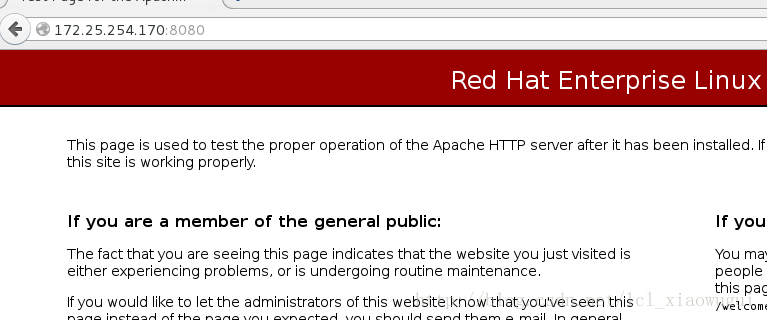 172.25.254.170:8080
Red Hat Enterprise Linux
This page is used to test the proper operation of the Apache HTTP server after it has been installed. If
this site is working properly.
If you are a member of the general public:
The fact that you are seeing this page indicates that the website you just visited is
either experiencing problems, or is undergoing routine maintenance.
If you would like to let the administrators of this website know that you've seen this
page instead of the page you expected, you should send them e-mail. In general
If you
You may
people
this pag
/welcome